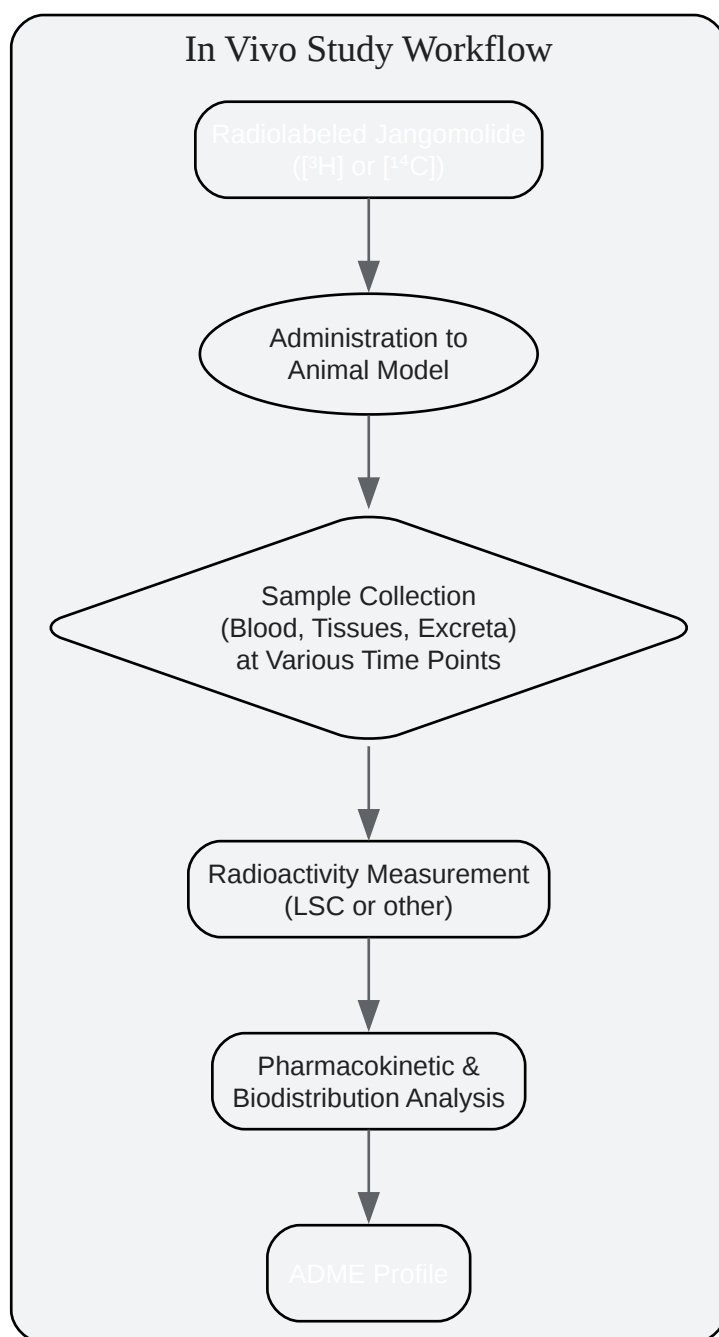 In Vivo Study Workflow
Radiolabeled Jangomolide
([³H] or [¹⁴C])
Administration to
Animal Model
Sample Collection
(Blood, Tissues, Excreta)
at Various Time Points
Radioactivity Measurement
(LSC or other)
Pharmacokinetic &
Biodistribution Analysis
ADME Profile